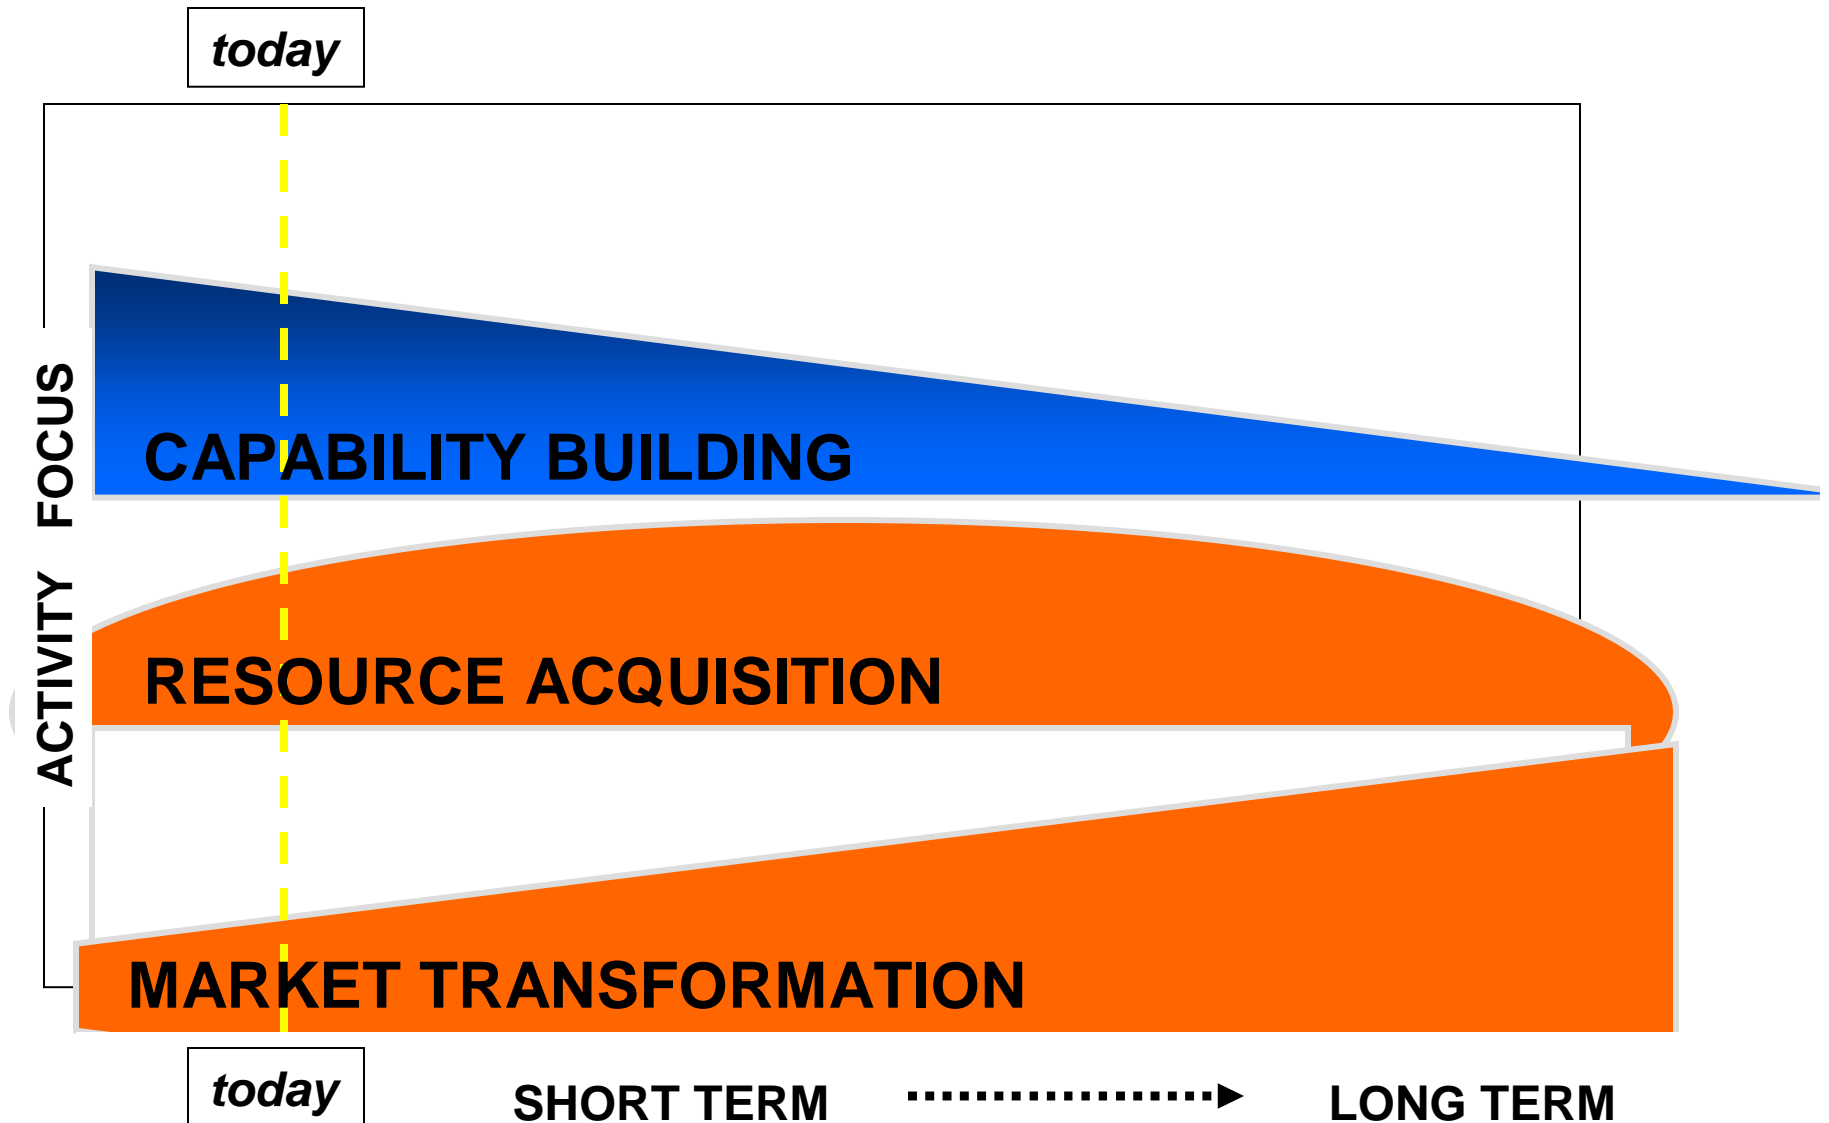 today
ACTIVITY FOCUS
CAPABILITY BUILDING
RESOURCE ACQUISITION
MARKET TRANSFORMATION
today
SHORT TERM
LONG TERM